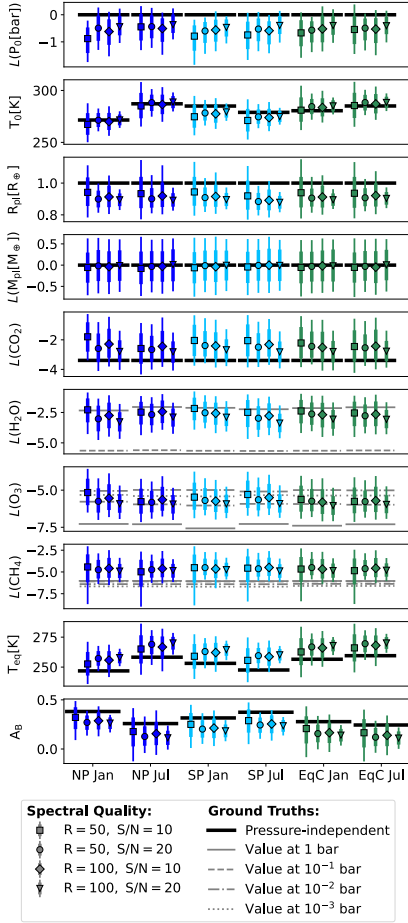 L(P₀[bar])
0
−1
T₀[K]
300
250
Rₚₗ[R⊕]
1.0
0.8
L(Mₚₗ[M⊕])
0.5
0.0
−0.5
L(CO₂)
−2
−4
L(H₂O)
−2.5
−5.0
L(O₃)
−5.0
−7.5
L(CH₄)
−2.5
−5.0
−7.5
T_eq[K]
275
250
A_B
0.5
0.0
NP Jan NP Jul SP Jan SP Jul EqC Jan EqC Jul
Spectral Quality:
R = 50, S/N = 10
R = 50, S/N = 20
R = 100, S/N = 10
R = 100, S/N = 20
Ground Truths:
Pressure-independent
Value at 1 bar
Value at 10⁻¹ bar
Value at 10⁻² bar
Value at 10⁻³ bar